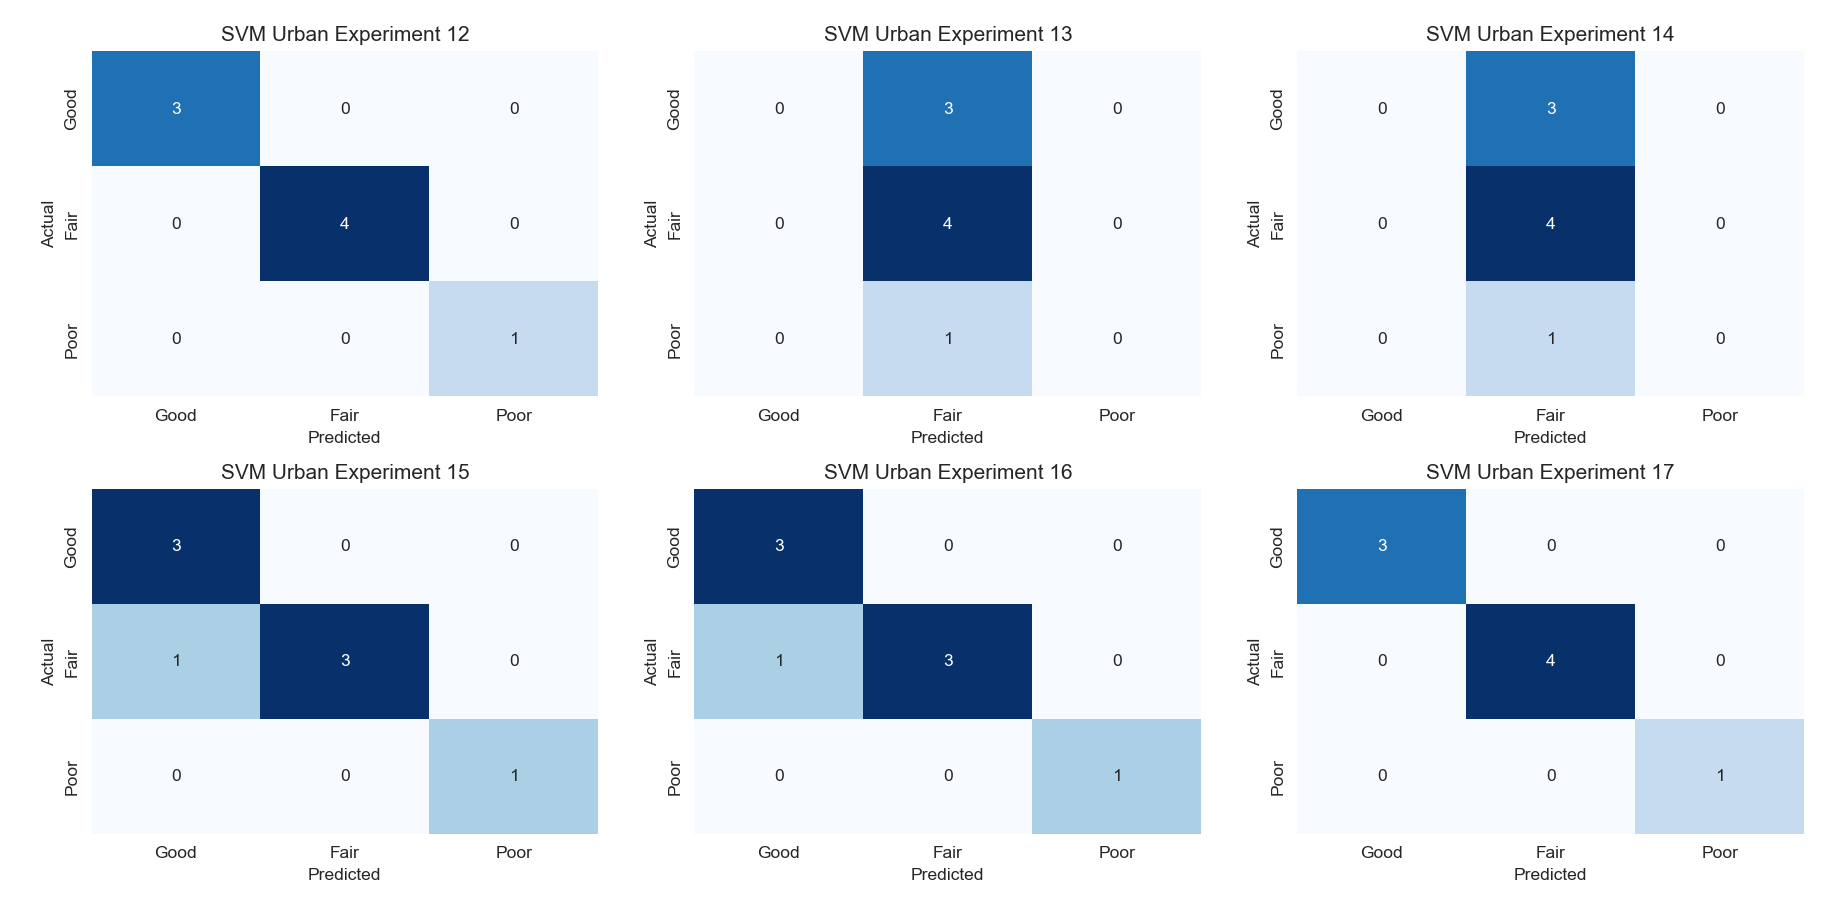 SVM Urban Experiment 12
Good
3 0 0
Actual
Fair
0 4 0
Poor
0 0 1
Good Fair Poor
Predicted
SVM Urban Experiment 13
Good
0 3 0
Actual
Fair
0 4 0
Poor
0 1 0
Good Fair Poor
Predicted
SVM Urban Experiment 14
Good
0 3 0
Actual
Fair
0 4 0
Poor
0 1 0
Good Fair Poor
Predicted
SVM Urban Experiment 15
Good
3 0 0
Actual
Fair
1 3 0
Poor
0 0 1
Good Fair Poor
Predicted
SVM Urban Experiment 16
Good
3 0 0
Actual
Fair
1 3 0
Poor
0 0 1
Good Fair Poor
Predicted
SVM Urban Experiment 17
Good
3 0 0
Actual
Fair
0 4 0
Poor
0 0 1
Good Fair Poor
Predicted